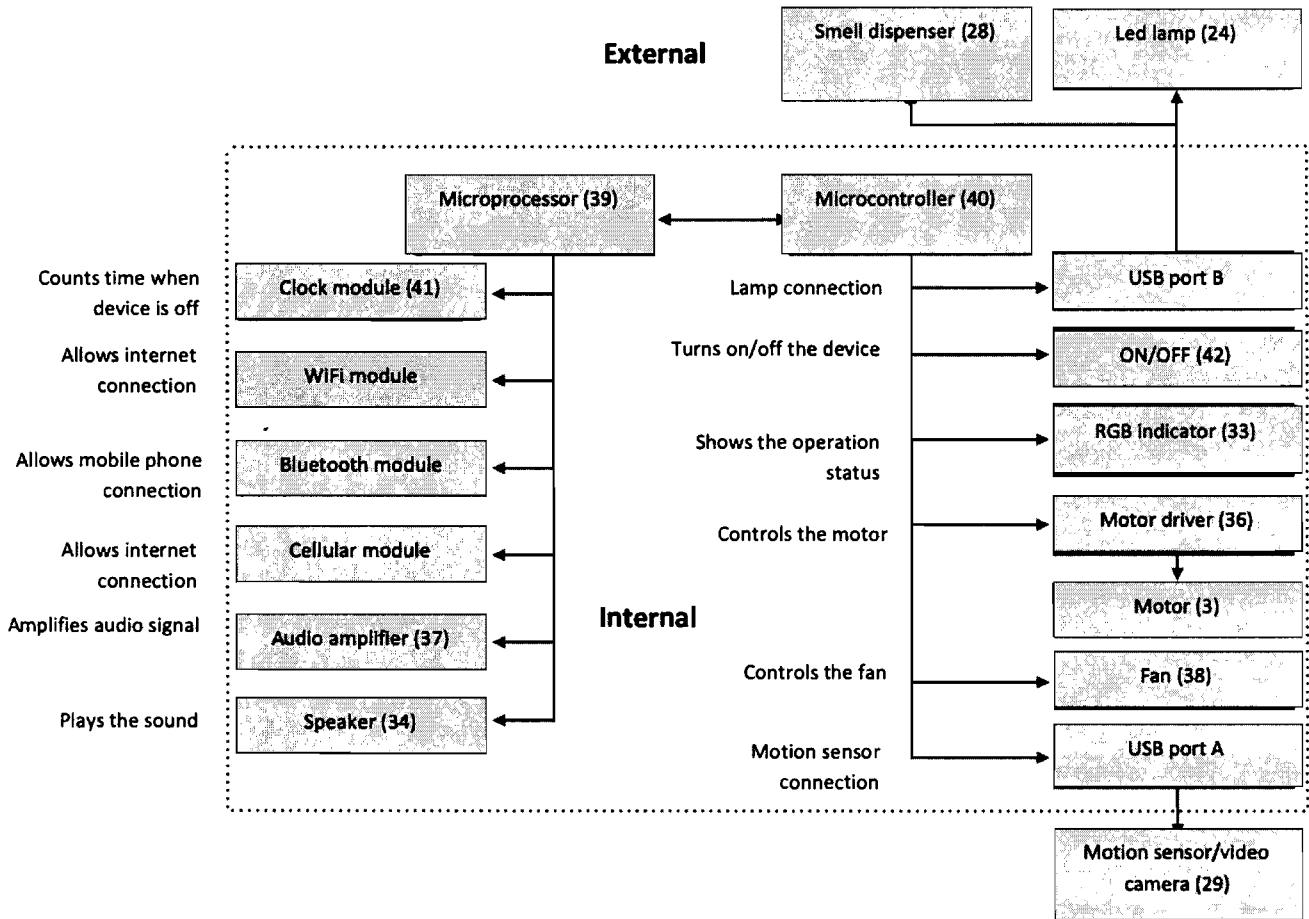 External
Smell dispenser (28)
Led lamp (24)
Microprocessor (39)
Microcontroller (40)
Counts time when
device is off
Clock module (41)
Allows internet
connection
WiFi module
Allows mobile phone
connection
Bluetooth module
Allows internet
connection
Cellular module
Amplifies audio signal
Audio amplifier (37)
Plays the sound
Speaker (34)
Internal
Lamp connection
USB port B
Turns on/off the device
ON/OFF (42)
Shows the operation
status
RGB indicator (33)
Controls the motor
Motor driver (36)
Motor (3)
Controls the fan
Fan (38)
Motion sensor
connection
USB port A
Motion sensor/video
camera (29)